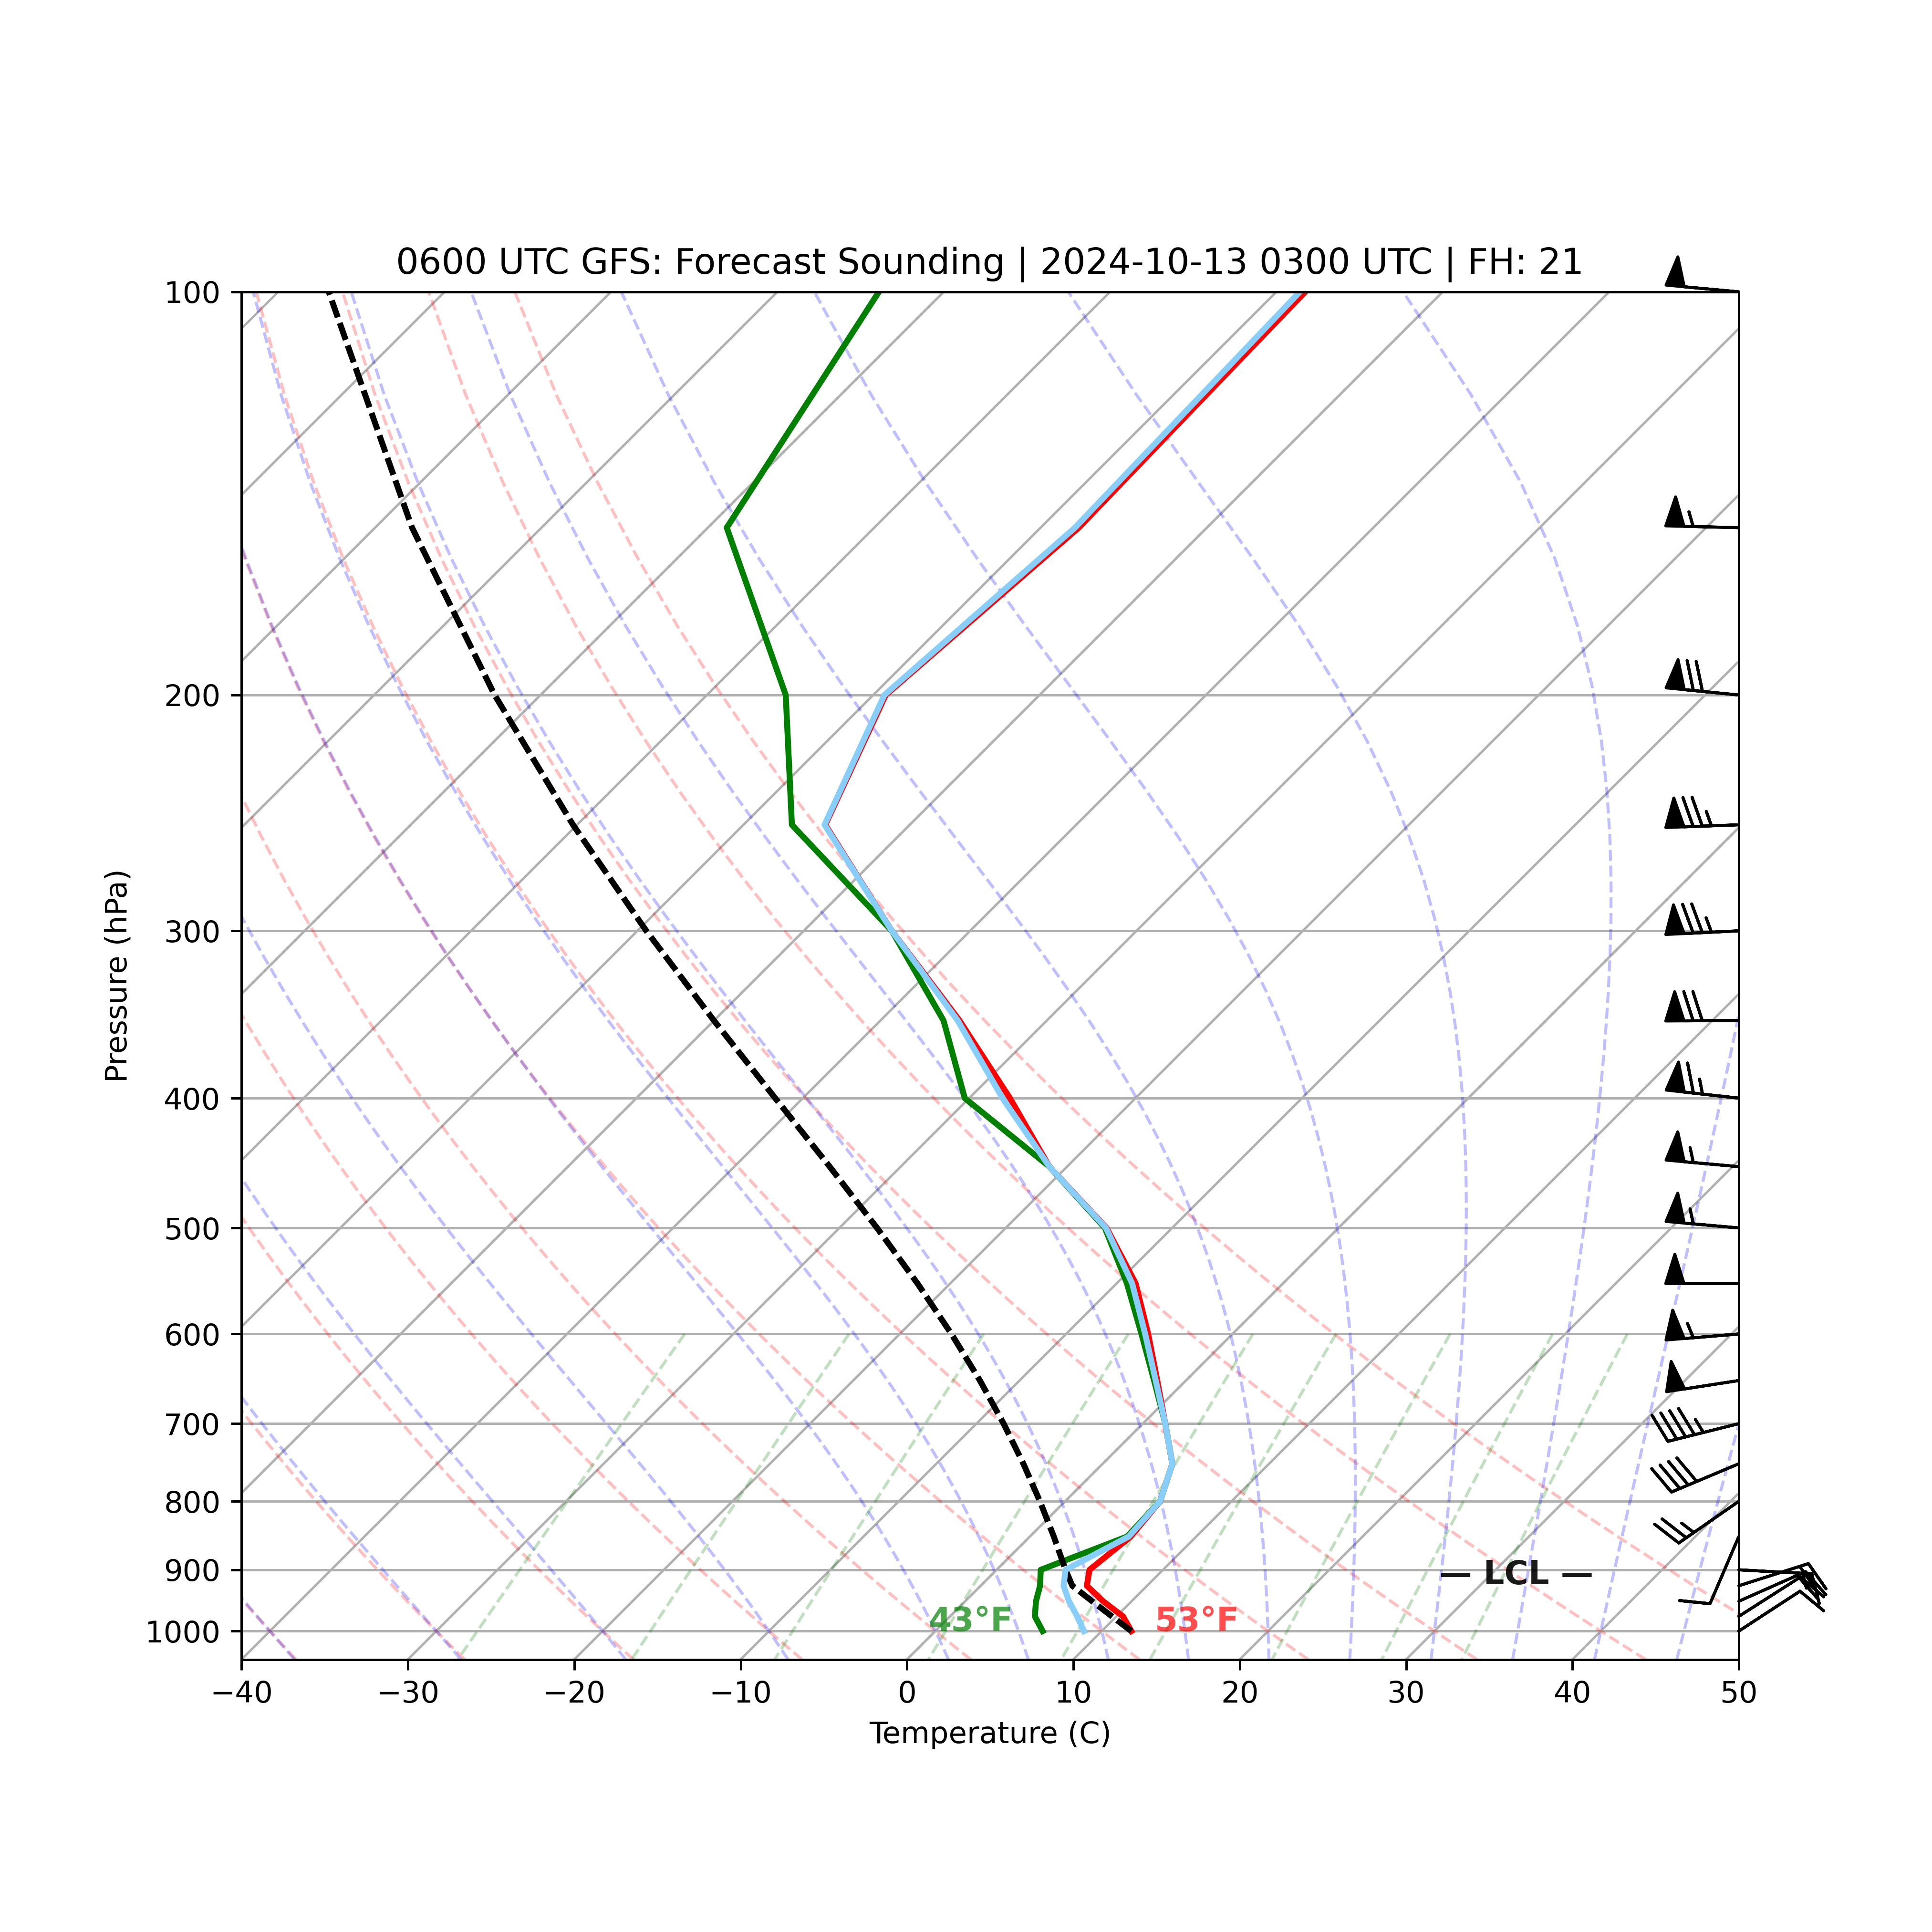 0600 UTC GFS: Forecast Sounding | 2024-10-13 0300 UTC | FH: 21
100
200
300
400
500
600
700
800
900
1000
Pressure (hPa)
— LCL —
43°F
53°F
−40 −30 −20 −10 0 10 20 30 40 50
Temperature (C)